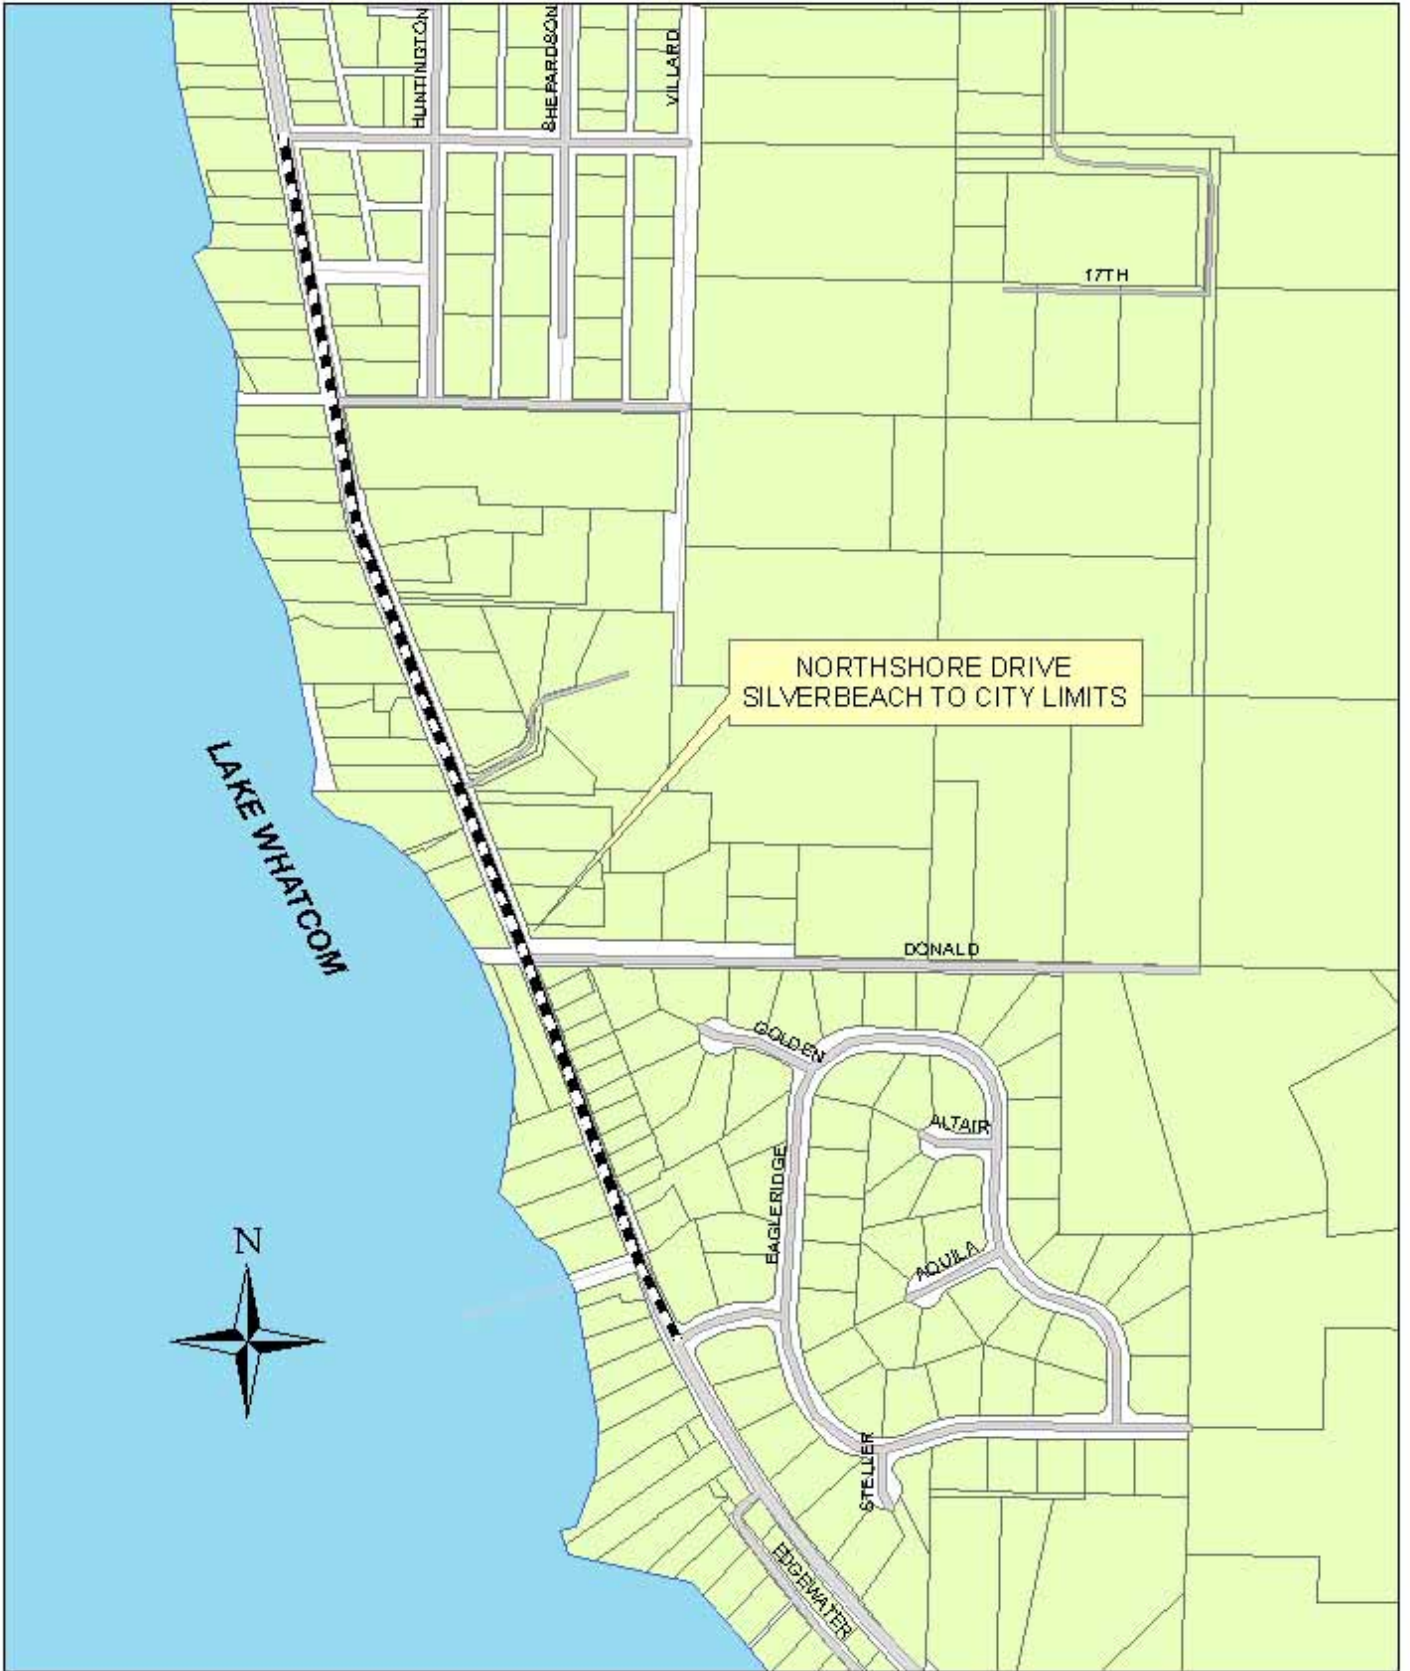 HUNTINGTON
SHEPARDSON
VILLARD
17TH
NORTHSHORE DRIVE
SILVERBEACH TO CITY LIMITS
LAKE WHATCOM
DONALD
GOLDEN
ALTAIR
EAGLERIDGE
AQUILA
N
STELLER
EDGEWATER